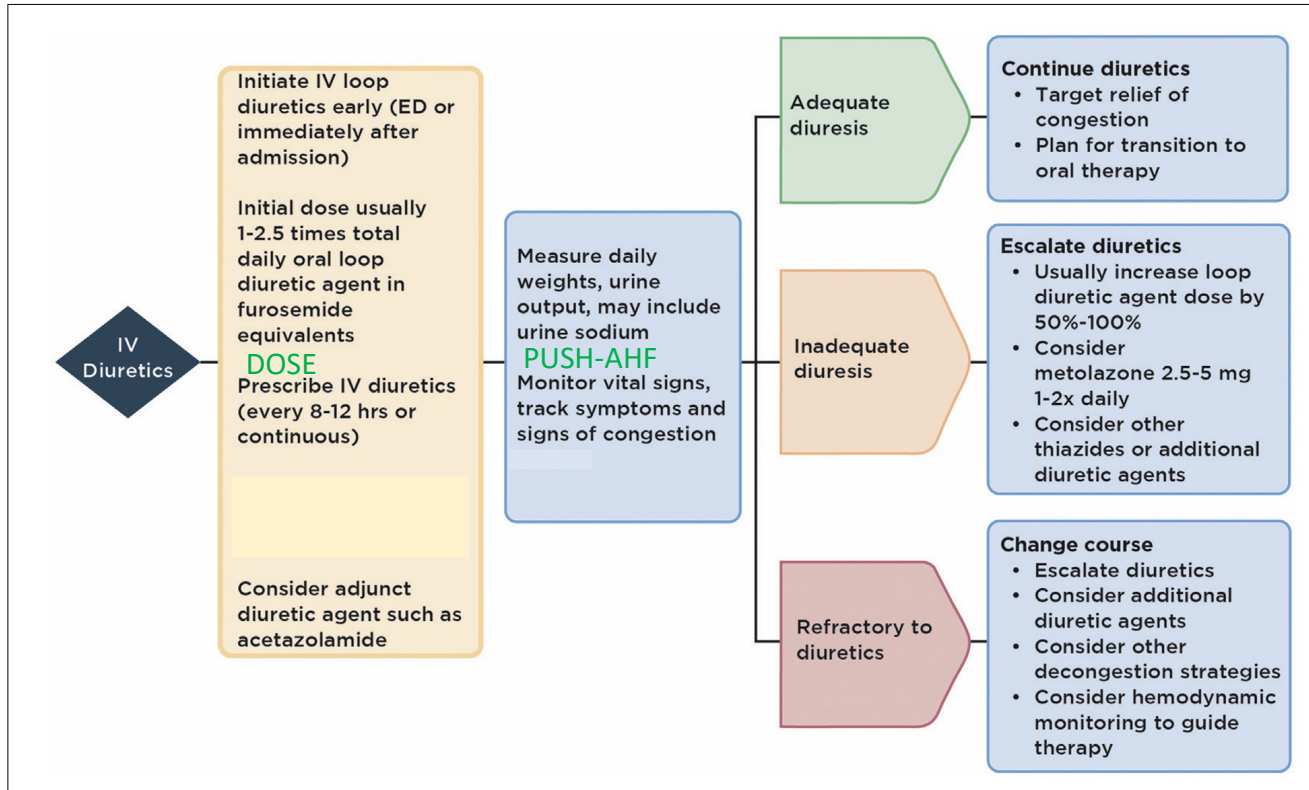 IV
Diuretics
Initiate IV loop
diuretics early (ED or
immediately after
admission)
Initial dose usually
1-2.5 times total
daily oral loop
diuretic agent in
furosemide
equivalents
DOSE
Prescribe IV diuretics
(every 8-12 hrs or
continuous)
Consider adjunct
diuretic agent such as
acetazolamide
Measure daily
weights, urine
output, may include
urine sodium
PUSH-AHF
Monitor vital signs,
track symptoms and
signs of congestion
Adequate
diuresis
Continue diuretics
• Target relief of
congestion
• Plan for transition to
oral therapy
Inadequate
diuresis
Escalate diuretics
• Usually increase loop
diuretic agent dose by
50%-100%
• Consider
metolazone 2.5-5 mg
1-2x daily
• Consider other
thiazides or additional
diuretic agents
Refractory to
diuretics
Change course
• Escalate diuretics
• Consider additional
diuretic agents
• Consider other
decongestion strategies
• Consider hemodynamic
monitoring to guide
therapy